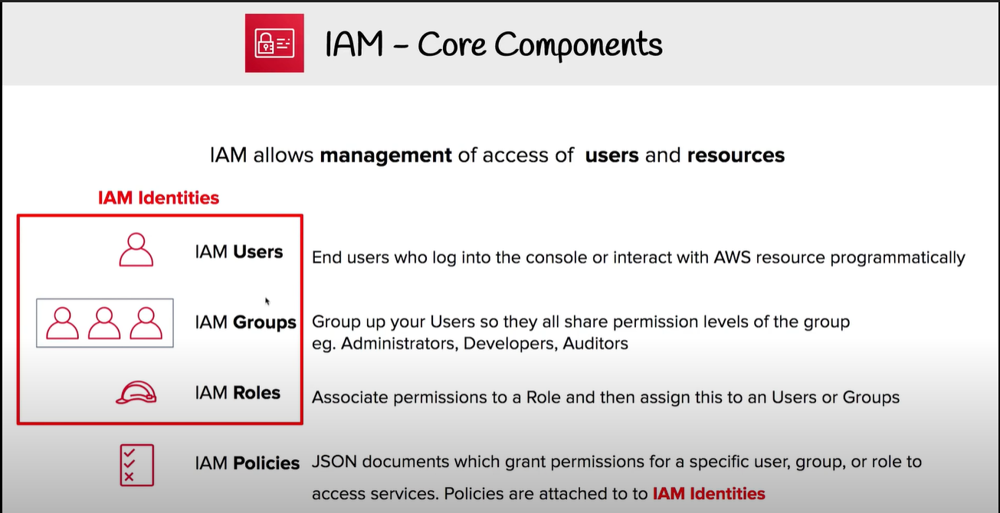 IAM – Core Components
IAM allows management of access of users and resources
IAM Identities
IAM Users
End users who log into the console or interact with AWS resource programmatically
IAM Groups
Group up your Users so they all share permission levels of the group
eg. Administrators, Developers, Auditors
IAM Roles
Associate permissions to a Role and then assign this to an Users or Groups
IAM Policies
JSON documents which grant permissions for a specific user, group, or role to
access services. Policies are attached to to IAM Identities